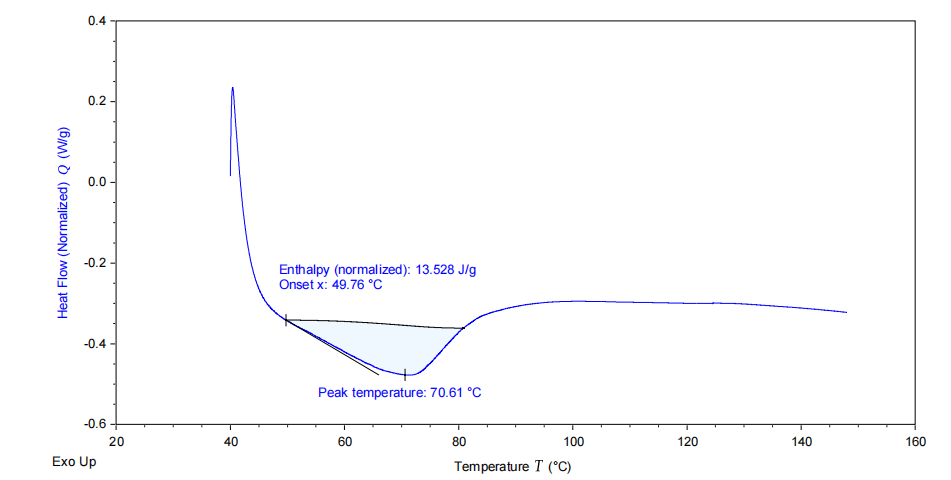 0.4
0.2
0.0
-0.2
-0.4
-0.6
Heat Flow (Normalized) Q (W/g)
Enthalpy (normalized): 13.528 J/g
Onset x: 49.76 °C
Peak temperature: 70.61 °C
20 40 60 80 100 120 140 160
Exo Up
Temperature T (°C)